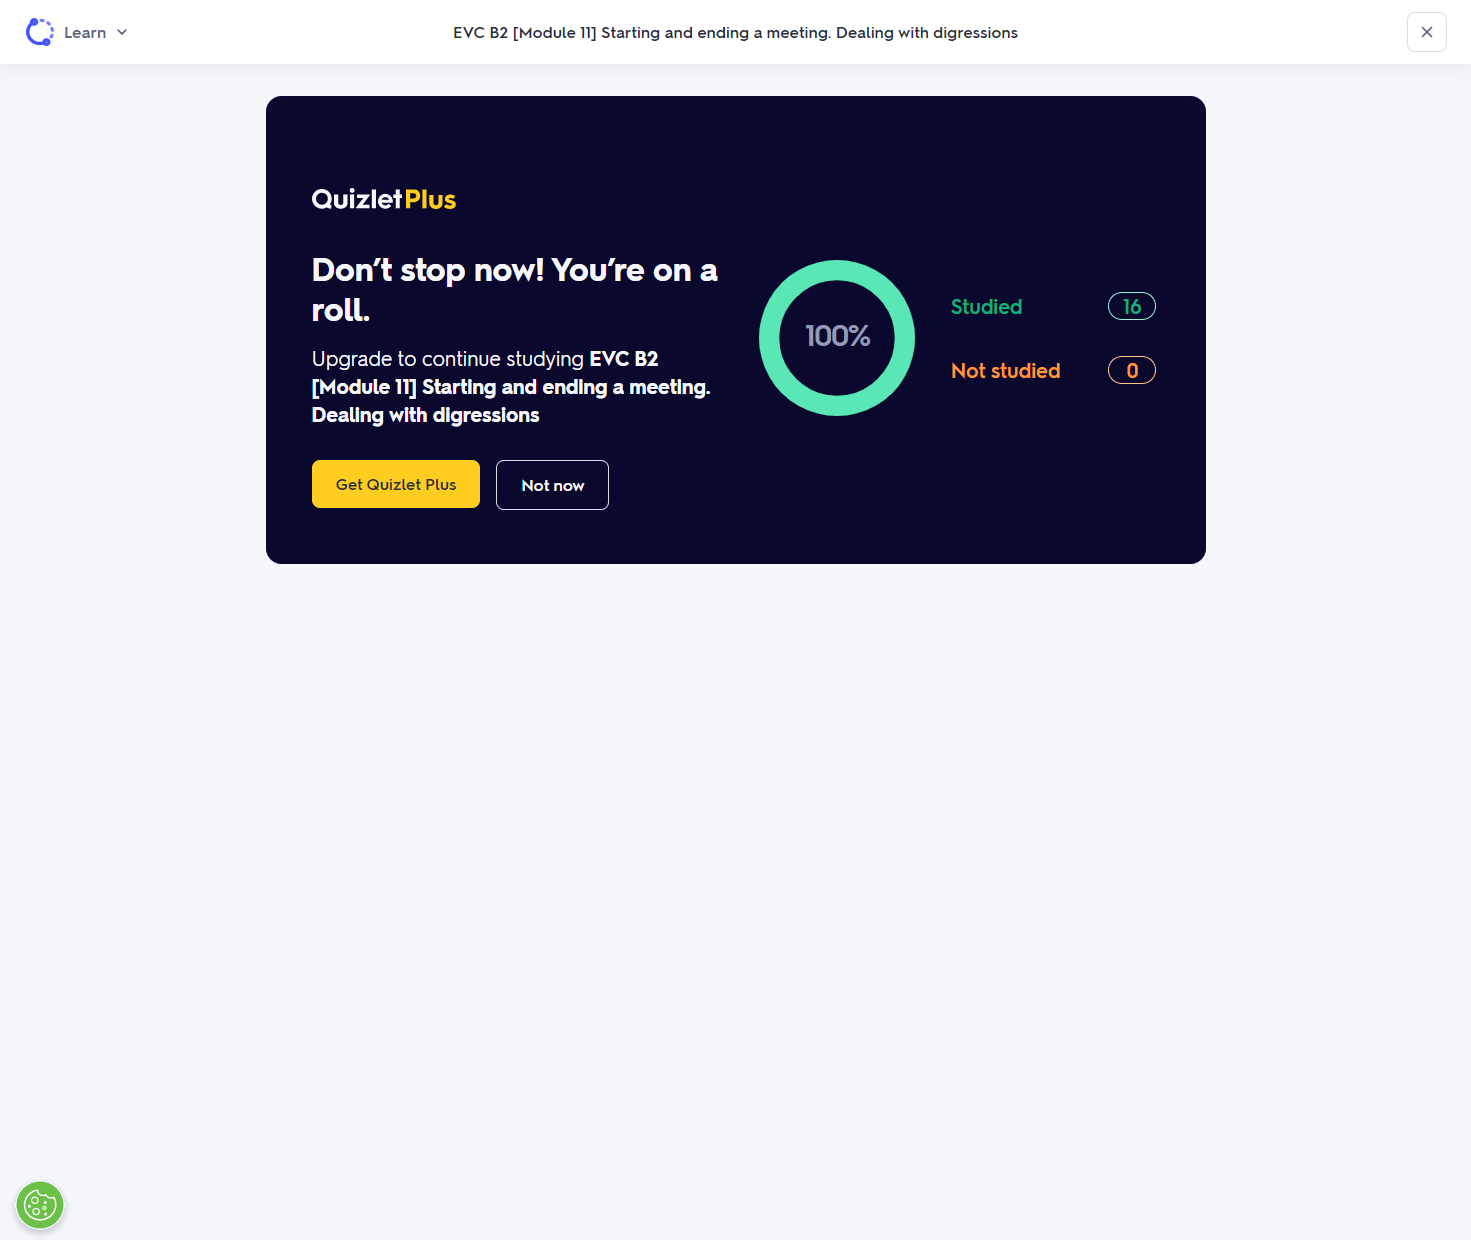 Learn
EVC B2 [Module 11] Starting and ending a meeting. Dealing with digressions
QuizletPlus
Don't stop now! You're on a
roll.
Upgrade to continue studying EVC B2
[Module 11] Starting and ending a meeting.
Dealing with digressions
Get Quizlet Plus
Not now
100%
Studied 16
Not studied 0